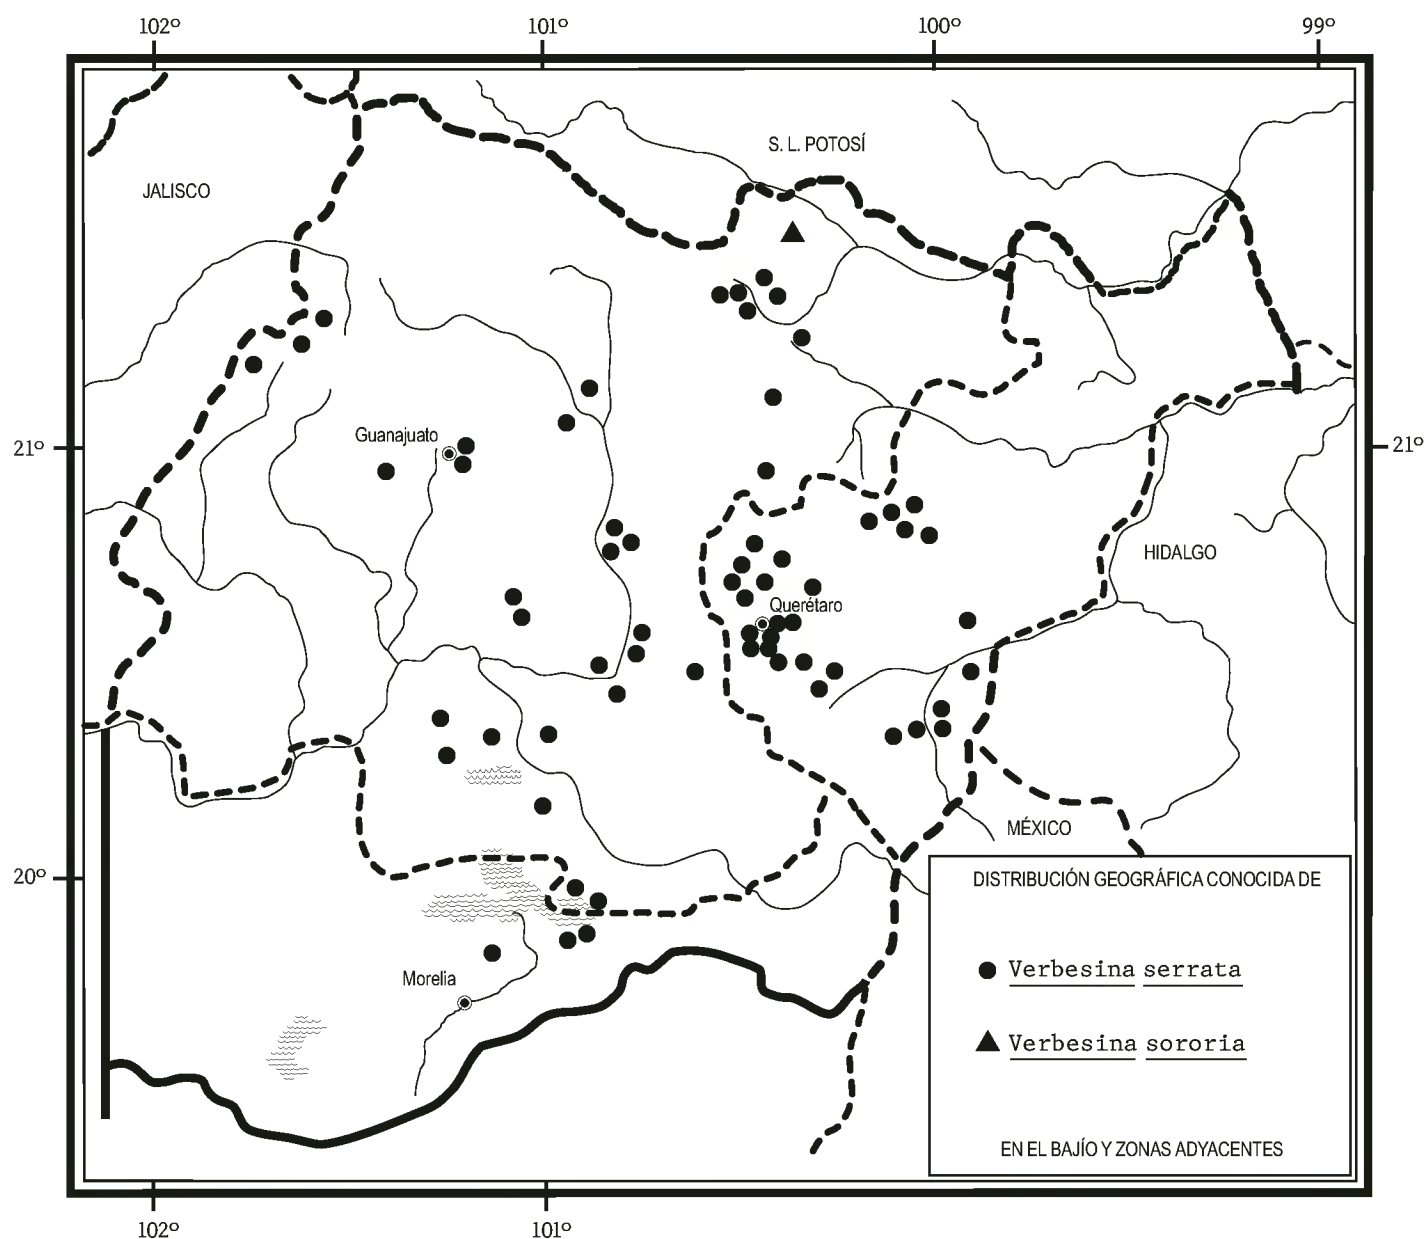 102º 101º 100º 99º
S. L. POTOSÍ
JALISCO
Guanajuato
21º 21º
HIDALGO
Querétaro
MÉXICO
20º
DISTRIBUCIÓN GEOGRÁFICA CONOCIDA DE
Verbesina serrata
Morelia
Verbesina sororia
EN EL BAJÍO Y ZONAS ADYACENTES
102º 101º